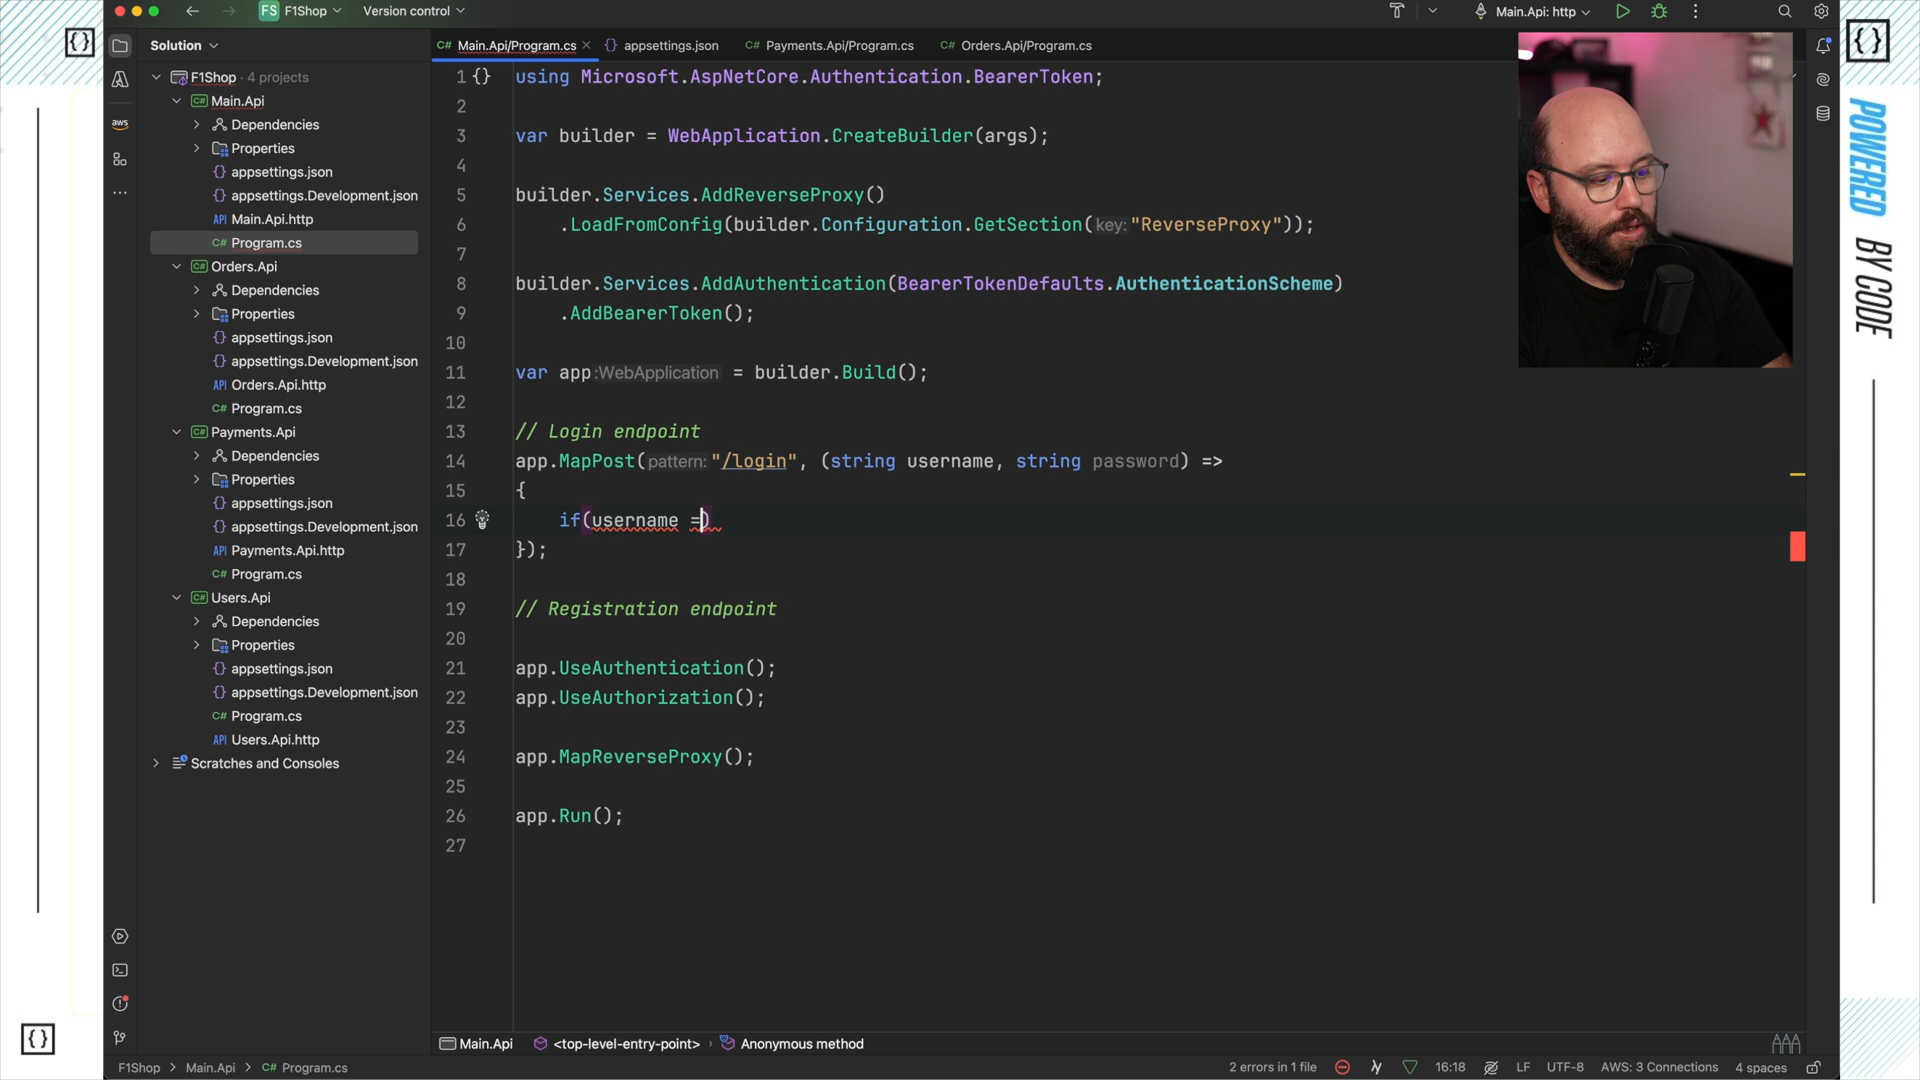 FS F1Shop Version control
Main.Api: http
Solution
C# Main.Api/Program.cs
{} appsettings.json
C# Payments.Api/Program.cs
C# Orders.Api/Program.cs
F1Shop · 4 projects
C# Main.Api
Dependencies
Properties
{} appsettings.json
{} appsettings.Development.json
API Main.Api.http
C# Program.cs
C# Orders.Api
Dependencies
Properties
{} appsettings.json
{} appsettings.Development.json
API Orders.Api.http
C# Program.cs
C# Payments.Api
Dependencies
Properties
{} appsettings.json
{} appsettings.Development.json
API Payments.Api.http
C# Program.cs
C# Users.Api
Dependencies
Properties
{} appsettings.json
{} appsettings.Development.json
C# Program.cs
API Users.Api.http
Scratches and Consoles
aws
1 {} using Microsoft.AspNetCore.Authentication.BearerToken;
2
3 var builder = WebApplication.CreateBuilder(args);
4
5 builder.Services.AddReverseProxy()
6 .LoadFromConfig(builder.Configuration.GetSection(key: "ReverseProxy"));
7
8 builder.Services.AddAuthentication(BearerTokenDefaults.AuthenticationScheme)
9 .AddBearerToken();
10
11 var app :WebApplication = builder.Build();
12
13 // Login endpoint
14 app.MapPost(pattern: "/login", (string username, string password) =>
15 {
16 if(username =)
17 });
18
19 // Registration endpoint
20
21 app.UseAuthentication();
22 app.UseAuthorization();
23
24 app.MapReverseProxy();
25
26 app.Run();
27
Main.Api <top-level-entry-point> › Anonymous method
F1Shop > Main.Api > C# Program.cs
2 errors in 1 file 16:18 LF UTF-8 AWS: 3 Connections 4 spaces
{}
POWERED BY CODE
{}
{}